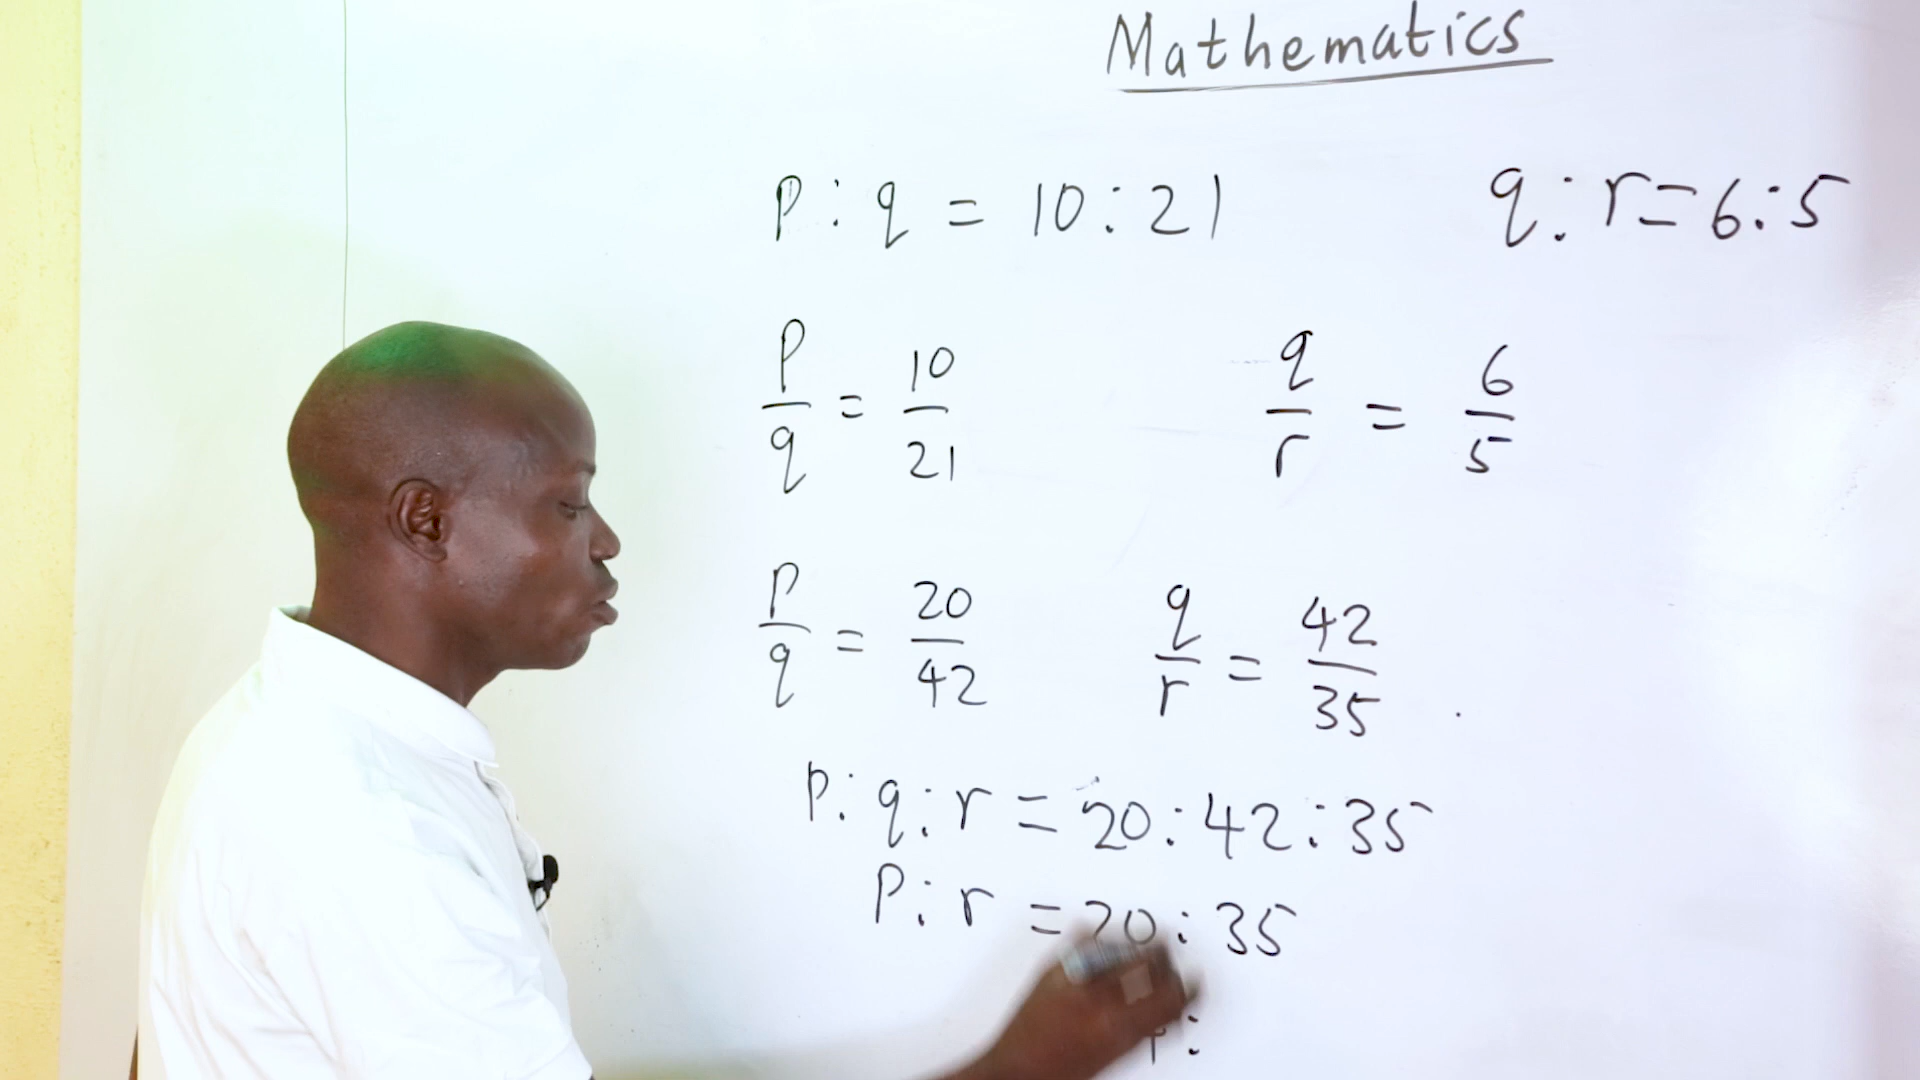 Mathematics
P : q = 10 : 21 q : r = 6 : 5
P/q = 10/21 q/r = 6/5
P/q = 20/42 q/r = 42/35
P : q : r = 20 : 42 : 35
P : r = 20 : 35